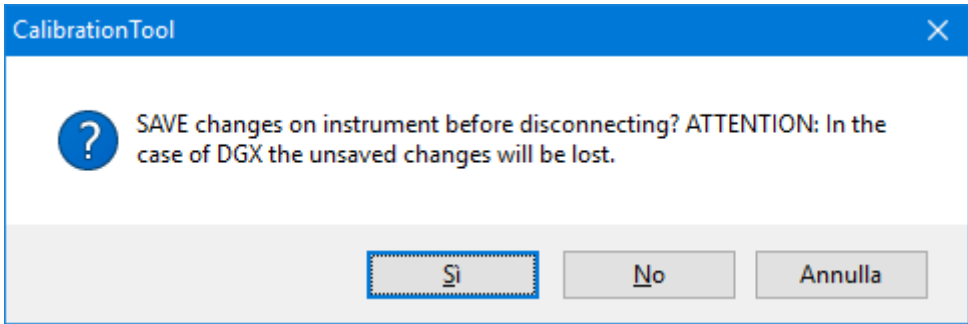 CalibrationTool
SAVE changes on instrument before disconnecting? ATTENTION: In the
case of DGX the unsaved changes will be lost.
Sì
No
Annulla